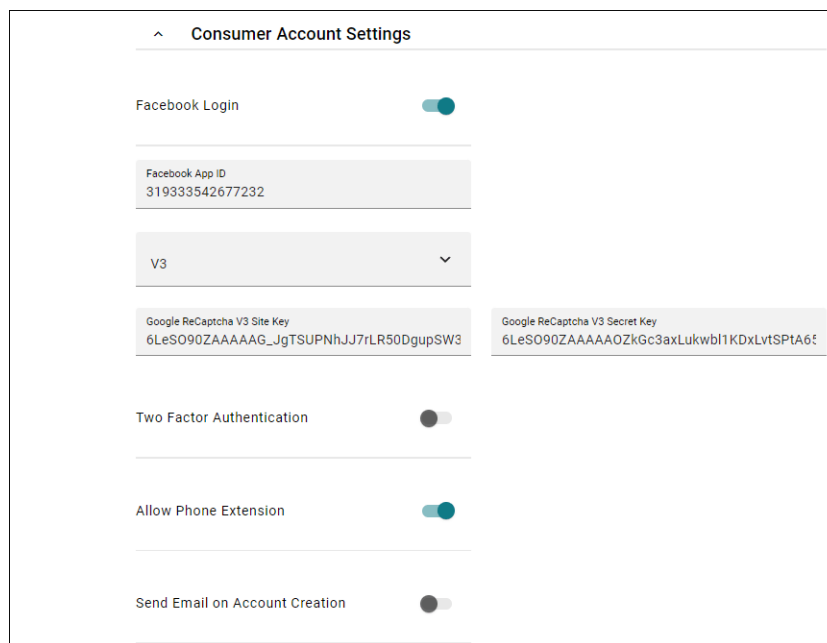 Consumer Account Settings
Facebook Login
Facebook App ID
319333542677232
V3
Google ReCaptcha V3 Site Key
6LeSO90ZAAAAAG_JgTSUPNhJJ7rLR50DgupSW3
Google ReCaptcha V3 Secret Key
6LeSO90ZAAAAAOZkGc3axLukwbl1KDxLvtSPtA65
Two Factor Authentication
Allow Phone Extension
Send Email on Account Creation